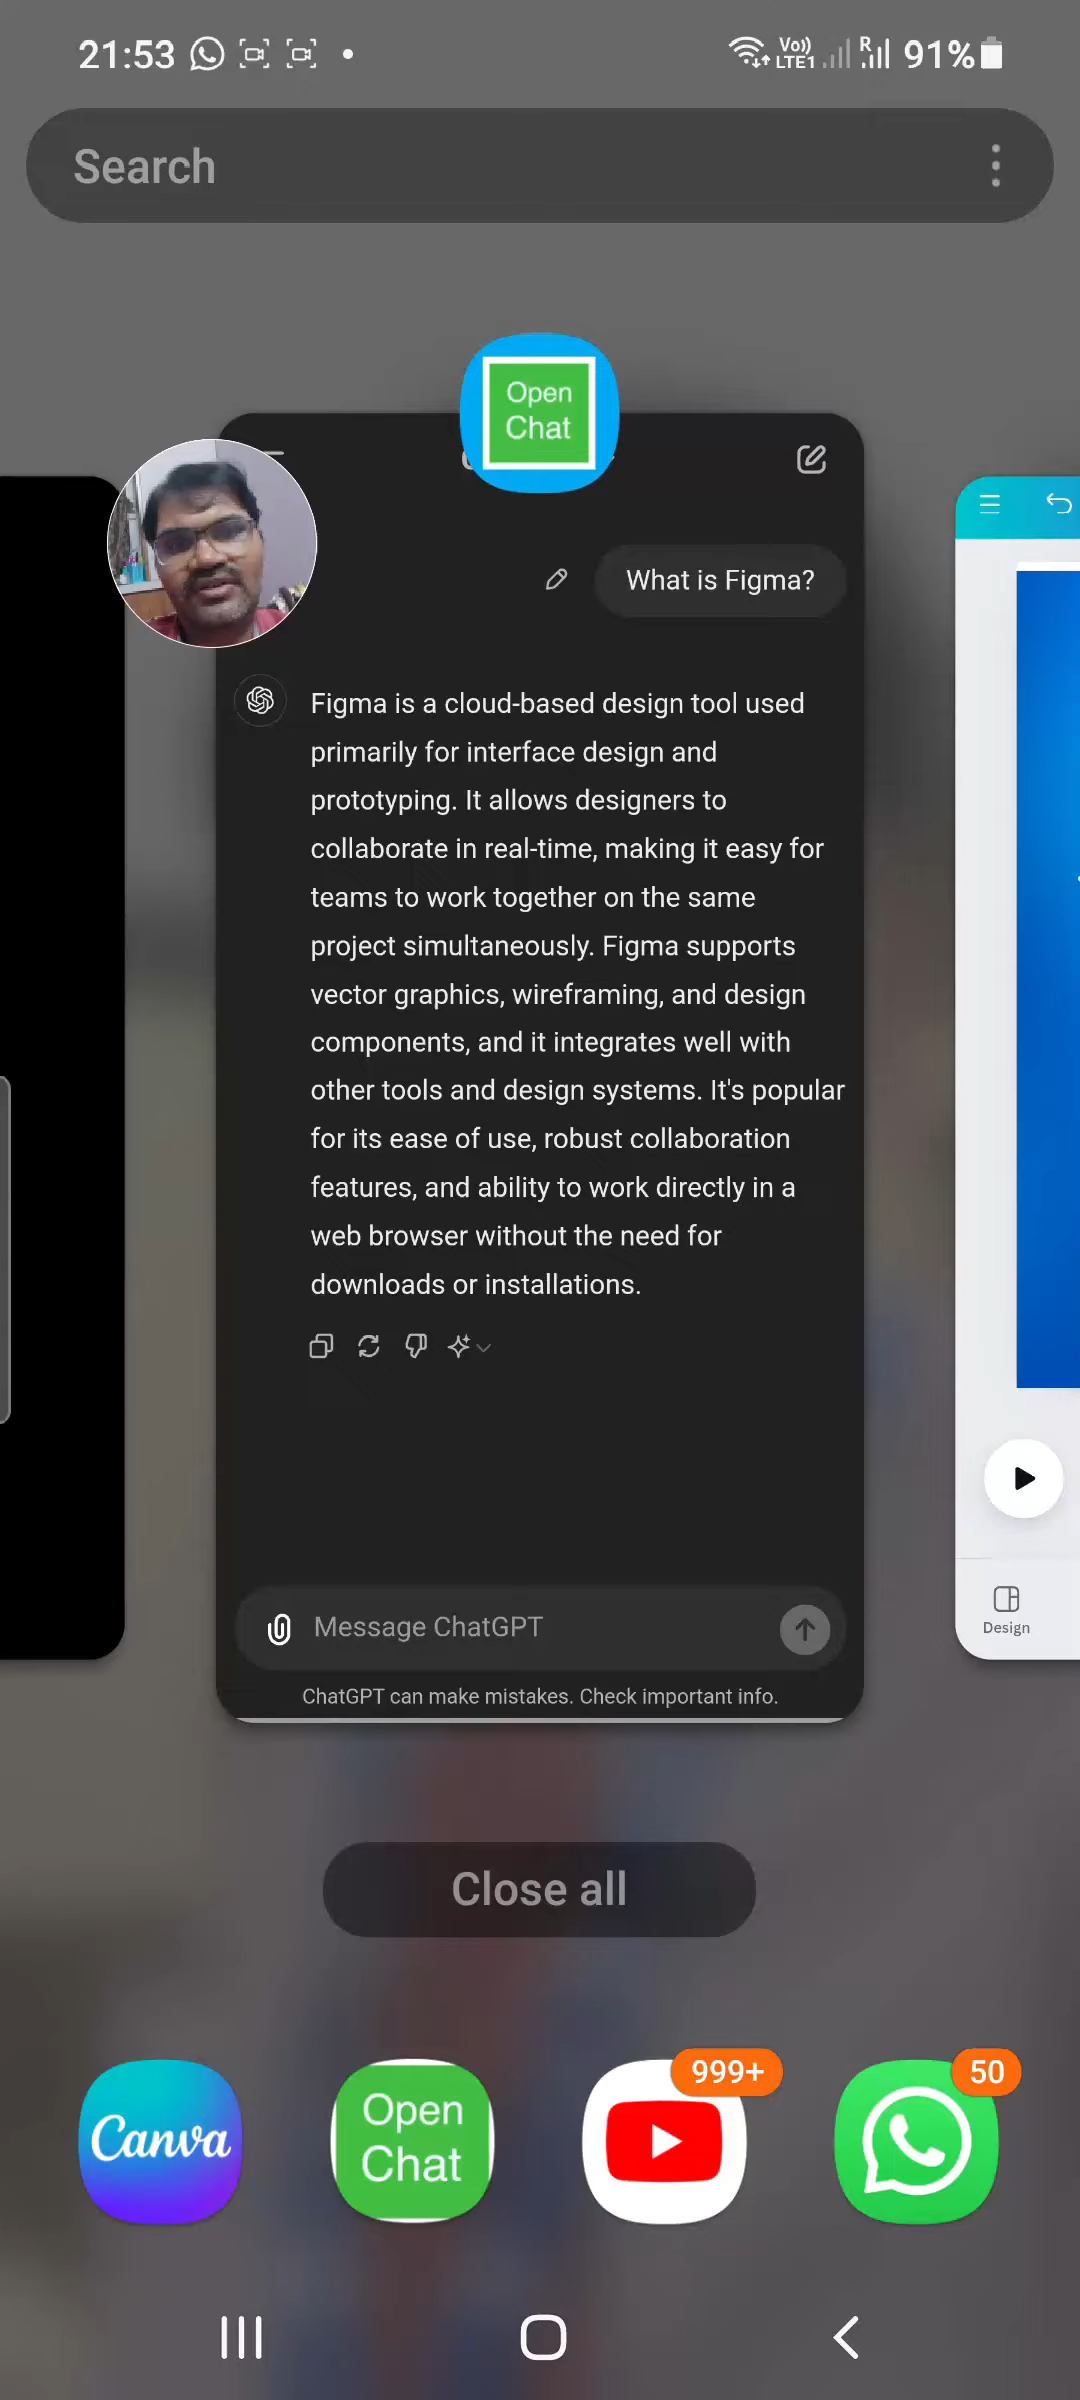 21:53
Vo)) LTE1 R 91%
Search
Open
Chat
What is Figma?
Figma is a cloud-based design tool used
primarily for interface design and
prototyping. It allows designers to
collaborate in real-time, making it easy for
teams to work together on the same
project simultaneously. Figma supports
vector graphics, wireframing, and design
components, and it integrates well with
other tools and design systems. It's popular
for its ease of use, robust collaboration
features, and ability to work directly in a
web browser without the need for
downloads or installations.
Design
Message ChatGPT
ChatGPT can make mistakes. Check important info.
Close all
999+
50
Canva
Open
Chat